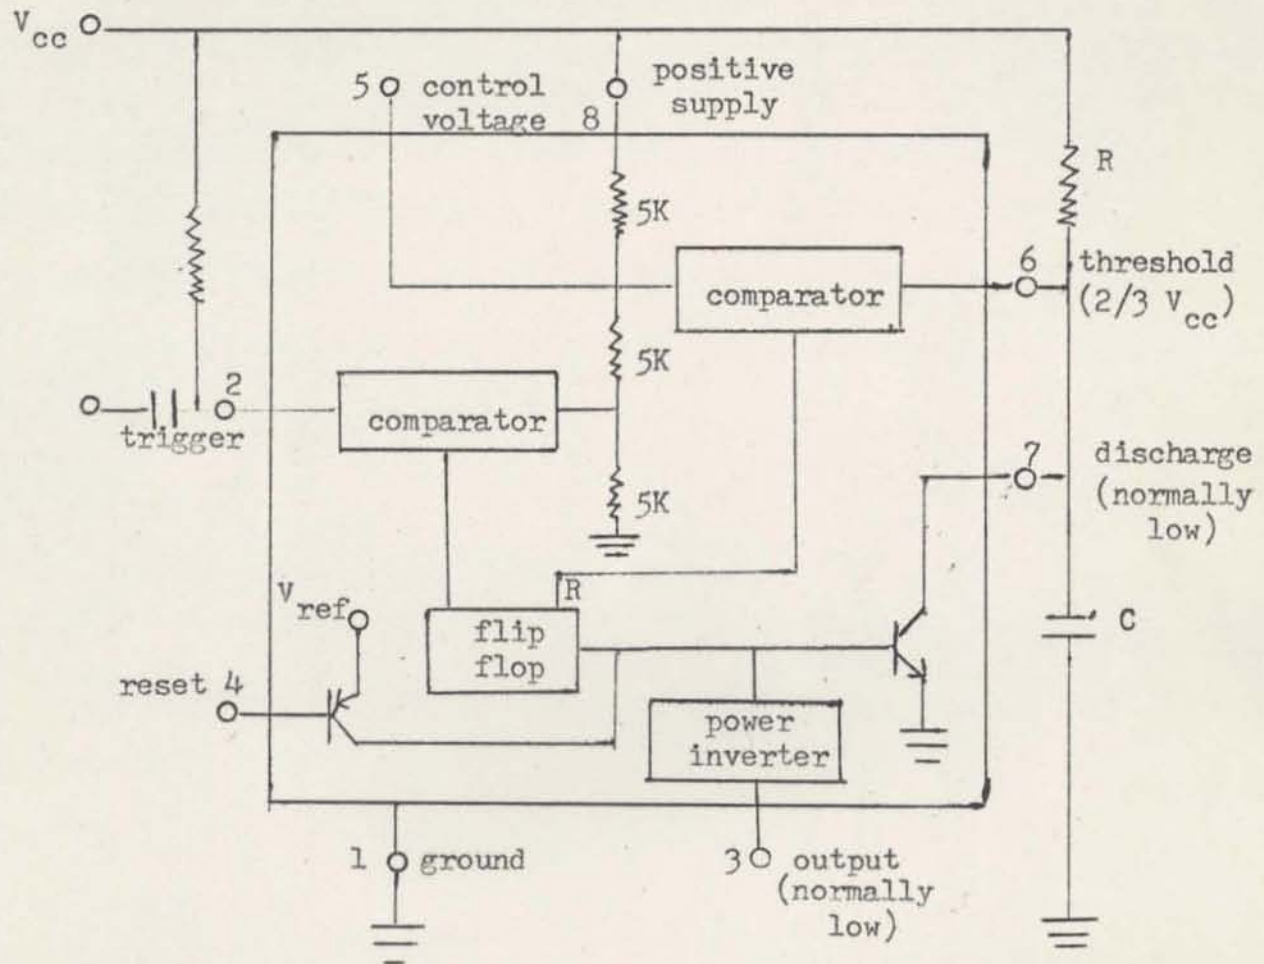 Vcc
5 control
voltage
8
positive
supply
5K
R
comparator
6
threshold
(2/3 Vcc)
5K
2
trigger
comparator
5K
7
discharge
(normally
low)
R
Vref
flip
flop
C
reset 4
power
inverter
1 ground
3 output
(normally
low)